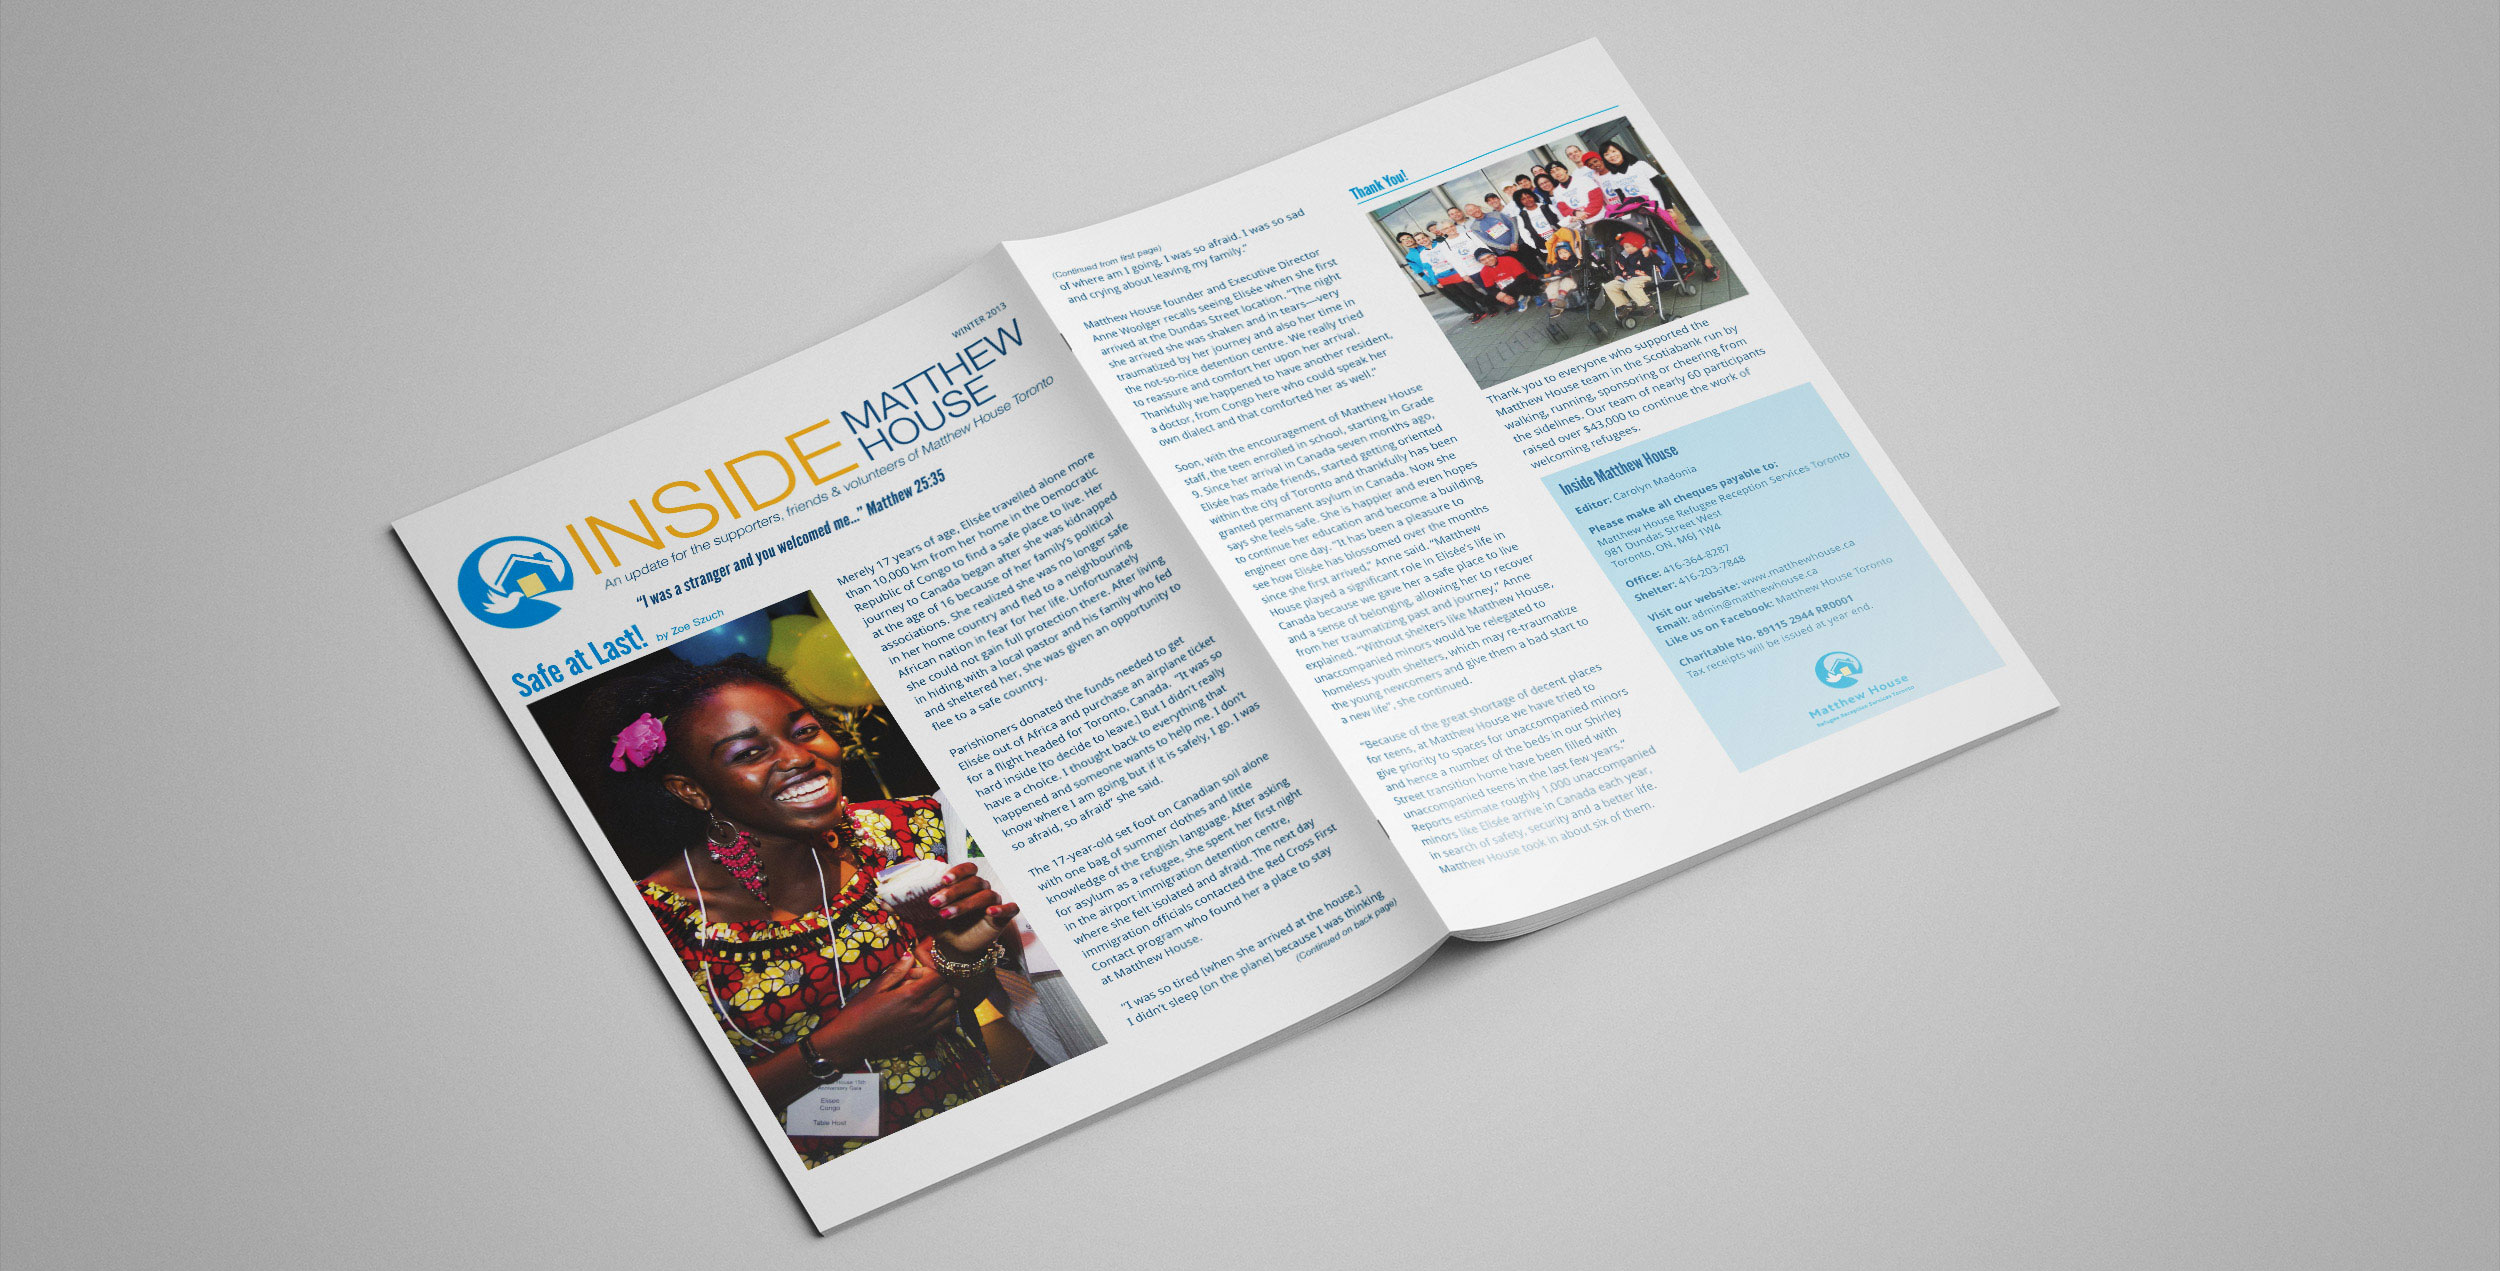 WINTER 2013
INSIDE MATTHEW
HOUSE
An update for the supporters, friends & volunteers of Matthew House Toronto
“I was a stranger and you welcomed me...” Matthew 25:35
Safe at Last! by Zoe Szuch
house 15th
Anniversary Gala
Elisée
Congo
Table Host
Merely 17 years of age, Elisée travelled alone more
than 10,000 km from her home in the Democratic
Republic of Congo to find a safe place to live. Her
journey to Canada began after she was kidnapped
at the age of 16 because of her family’s political
associations. She realized she was no longer safe
in her home country and fled to a neighbouring
African nation in fear for her life. Unfortunately
she could not gain full protection there. After living
in hiding with a local pastor and his family who fed
and sheltered her, she was given an opportunity to
flee to a safe country.
Parishioners donated the funds needed to get
Elisée out of Africa and purchase an airplane ticket
for a flight headed for Toronto, Canada. “It was so
hard inside [to decide to leave.] But I didn’t really
have a choice. I thought back to everything that
happened and someone wants to help me. I don’t
know where I am going but if it is safely, I go. I was
so afraid, so afraid” she said.
The 17-year-old set foot on Canadian soil alone
with one bag of summer clothes and little
knowledge of the English language. After asking
for asylum as a refugee, she spent her first night
in the airport immigration detention centre,
where she felt isolated and afraid. The next day
immigration officials contacted the Red Cross First
Contact program who found her a place to stay
at Matthew House.
“I was so tired [when she arrived at the house.]
I didn’t sleep [on the plane] because I was thinking
(Continued on back page)
(Continued from first page)
of where am I going. I was so afraid. I was so sad
and crying about leaving my family.”
Matthew House founder and Executive Director
Anne Woolger recalls seeing Elisée when she first
arrived at the Dundas Street location. “The night
she arrived she was shaken and in tears—very
traumatized by her journey and also her time in
the not-so-nice detention centre. We really tried
to reassure and comfort her upon her arrival.
Thankfully we happened to have another resident,
a doctor, from Congo here who could speak her
own dialect and that comforted her as well.”
Soon, with the encouragement of Matthew House
staff, the teen enrolled in school, starting in Grade
9. Since her arrival in Canada seven months ago,
Elisée has made friends, started getting oriented
within the city of Toronto and thankfully has been
granted permanent asylum in Canada. Now she
says she feels safe. She is happier and even hopes
to continue her education and become a building
engineer one day. “It has been a pleasure to
see how Elisée has blossomed over the months
since she first arrived,” Anne said. “Matthew
House played a significant role in Elisée’s life in
Canada because we gave her a safe place to live
and a sense of belonging, allowing her to recover
from her traumatizing past and journey,” Anne
explained. “Without shelters like Matthew House,
unaccompanied minors would be relegated to
homeless youth shelters, which may re-traumatize
the young newcomers and give them a bad start to
a new life”, she continued.
“Because of the great shortage of decent places
for teens, at Matthew House we have tried to
give priority to spaces for unaccompanied minors
and hence a number of the beds in our Shirley
Street transition home have been filled with
unaccompanied teens in the last few years.”
Reports estimate roughly 1,000 unaccompanied
minors like Elisée arrive in Canada each year,
in search of safety, security and a better life.
Matthew House took in about six of them.
Thank You!
Thank you to everyone who supported the
Matthew House team in the Scotiabank run by
walking, running, sponsoring or cheering from
the sidelines. Our team of nearly 60 participants
raised over $43,000 to continue the work of
welcoming refugees.
Inside Matthew House
Editor: Carolyn Madonia
Please make all cheques payable to:
Matthew House Refugee Reception Services Toronto
981 Dundas Street West
Toronto, ON, M6J 1W4
Office: 416-364-8287
Shelter: 416-203-7848
Visit our website: www.matthewhouse.ca
Email: admin@matthewhouse.ca
Like us on Facebook: Matthew House Toronto
Charitable No. 89115 2944 RR0001
Tax receipts will be issued at year end.
Matthew House
Refugee Reception Services Toronto